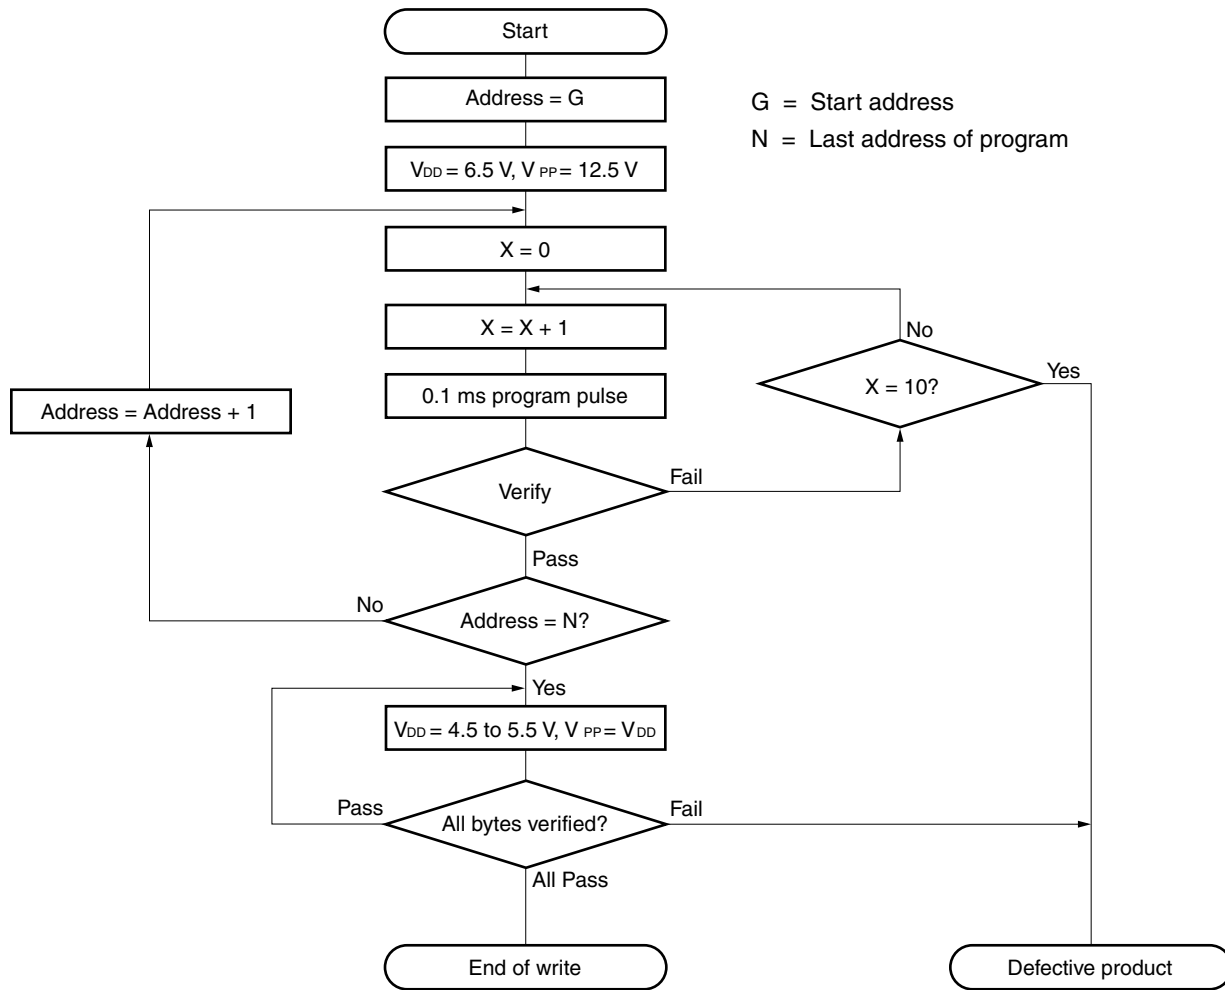 Start
Address = G
G = Start address
N = Last address of program
VDD = 6.5 V, VPP = 12.5 V
X = 0
X = X + 1
No
X = 10?
Yes
0.1 ms program pulse
Address = Address + 1
Verify
Fail
Pass
No
Address = N?
Yes
VDD = 4.5 to 5.5 V, VPP = VDD
Pass
All bytes verified?
Fail
All Pass
End of write
Defective product